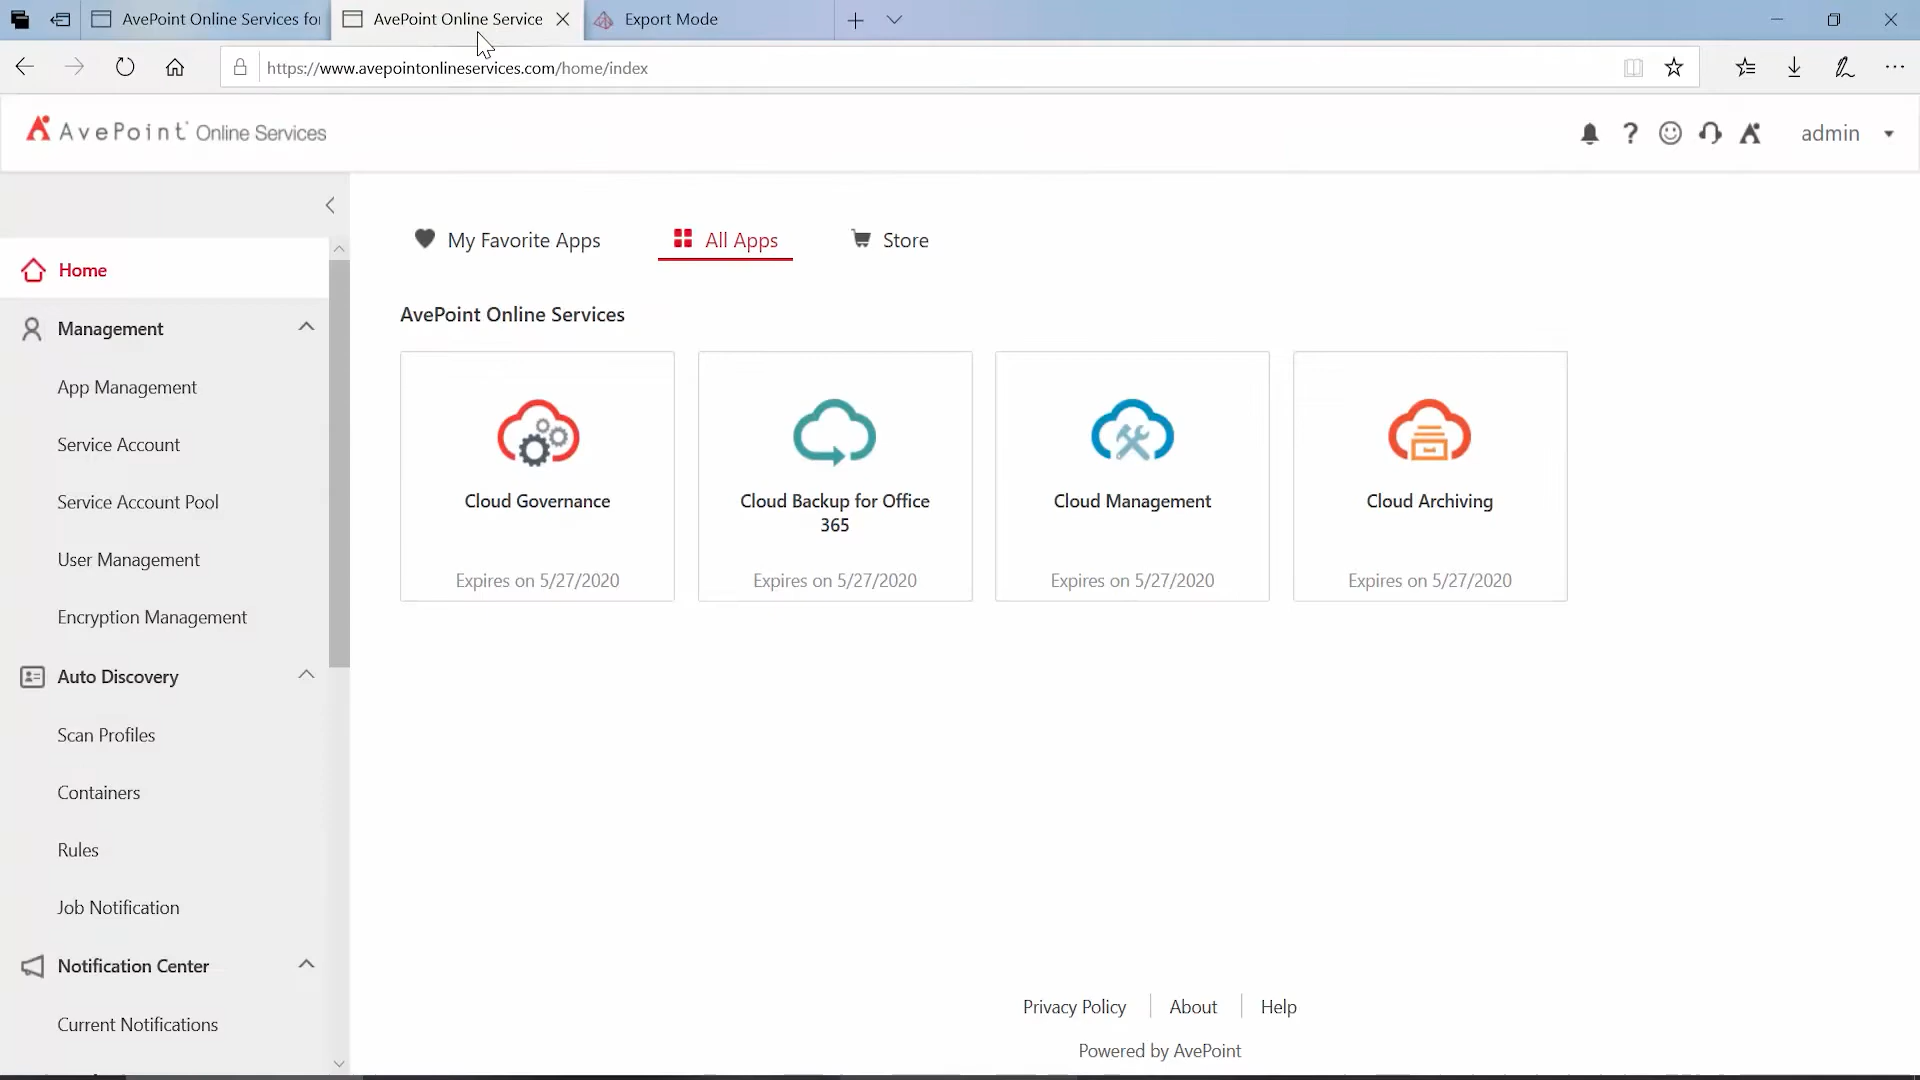 AvePoint Online Services for
AvePoint Online Service
Export Mode
https://www.avepointonlineservices.com/home/index
AvePoint Online Services
admin
Home
Management
App Management
Service Account
Service Account Pool
User Management
Encryption Management
Auto Discovery
Scan Profiles
Containers
Rules
Job Notification
Notification Center
Current Notifications
My Favorite Apps
All Apps
Store
AvePoint Online Services
Cloud Governance
Expires on 5/27/2020
Cloud Backup for Office
365
Expires on 5/27/2020
Cloud Management
Expires on 5/27/2020
Cloud Archiving
Expires on 5/27/2020
Privacy Policy | About | Help
Powered by AvePoint